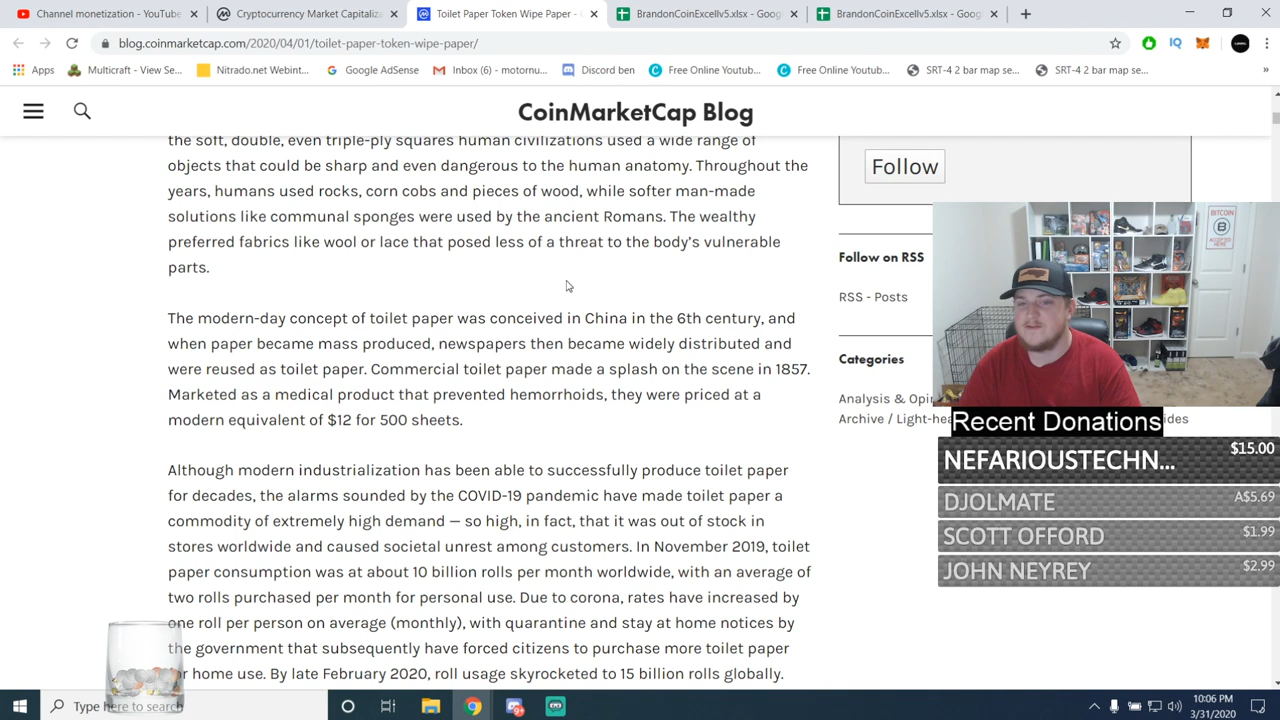 Channel monetization - YouTube
Cryptocurrency Market Capitaliz
Toilet Paper Token Wipe Paper -
BrandonCoinExcellv5.xlsx - Goog
BrandonCoinExcellv5.xlsx - Goog
blog.coinmarketcap.com/2020/04/01/toilet-paper-token-wipe-paper/
IQ
Apps
Multicraft - View Se...
Nitrado.net Webint...
Google AdSense
Inbox (6) - motornu...
Discord ben
Free Online Youtub...
Free Online Youtub...
SRT-4 2 bar map se...
SRT-4 2 bar map se...
»
CoinMarketCap Blog
the soft, double, even triple-ply squares human civilizations used a wide range of
objects that could be sharp and even dangerous to the human anatomy. Throughout the
years, humans used rocks, corn cobs and pieces of wood, while softer man-made
solutions like communal sponges were used by the ancient Romans. The wealthy
preferred fabrics like wool or lace that posed less of a threat to the body's vulnerable
parts.
The modern-day concept of toilet paper was conceived in China in the 6th century, and
when paper became mass produced, newspapers then became widely distributed and
were reused as toilet paper. Commercial toilet paper made a splash on the scene in 1857.
Marketed as a medical product that prevented hemorrhoids, they were priced at a
modern equivalent of $12 for 500 sheets.
Although modern industrialization has been able to successfully produce toilet paper
for decades, the alarms sounded by the COVID-19 pandemic have made toilet paper a
commodity of extremely high demand — so high, in fact, that it was out of stock in
stores worldwide and caused societal unrest among customers. In November 2019, toilet
paper consumption was at about 10 billion rolls per month worldwide, with an average of
two rolls purchased per month for personal use. Due to corona, rates have increased by
one roll per person on average (monthly), with quarantine and stay at home notices by
the government that subsequently have forced citizens to purchase more toilet paper
or home use. By late February 2020, roll usage skyrocketed to 15 billion rolls globally.
Follow
Follow on RSS
RSS - Posts
Categories
Analysis & Opi
Archive / Light-hea
ides
BITCOIN
B
ACCEPTED
HERE
Recent Donations
NEFARIOUSTECHN... $15.00
DJOLMATE A$5.69
SCOTT OFFORD $1.99
JOHN NEYREY $2.99
Type here to search
10:06 PM
3/31/2020